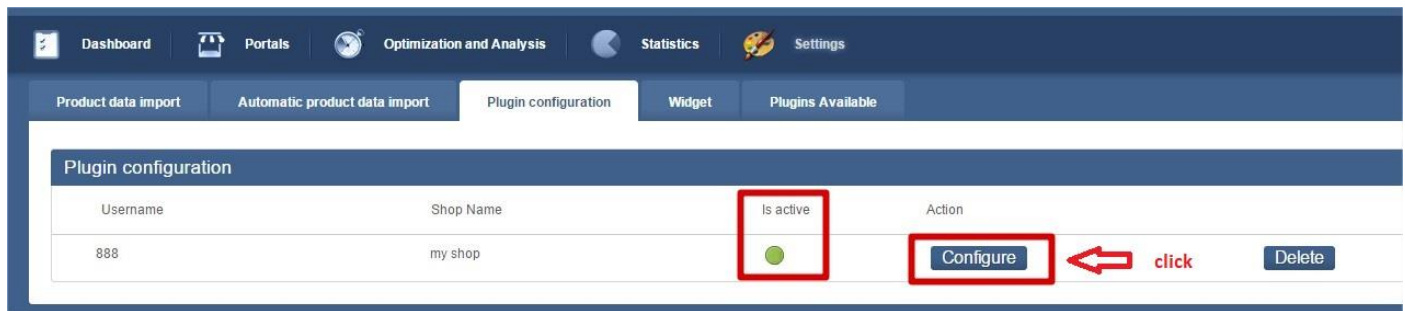 Dashboard Portals Optimization and Analysis Statistics Settings
Product data import Automatic product data import Plugin configuration Widget Plugins Available
Plugin configuration
Username Shop Name Is active Action
888 my shop Configure click Delete